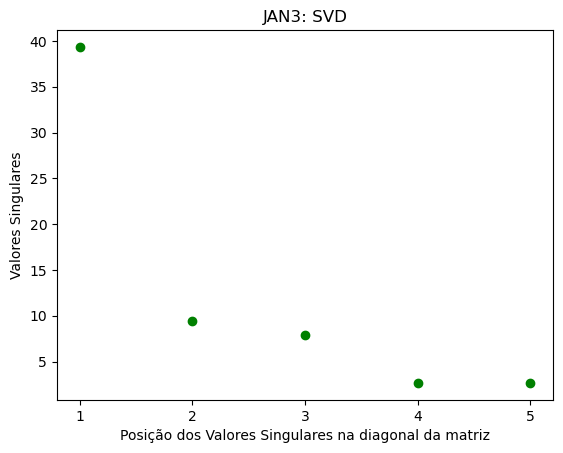 JAN3: SVD
Valores Singulares
40
35
30
25
20
15
10
5
1 2 3 4 5
Posição dos Valores Singulares na diagonal da matriz